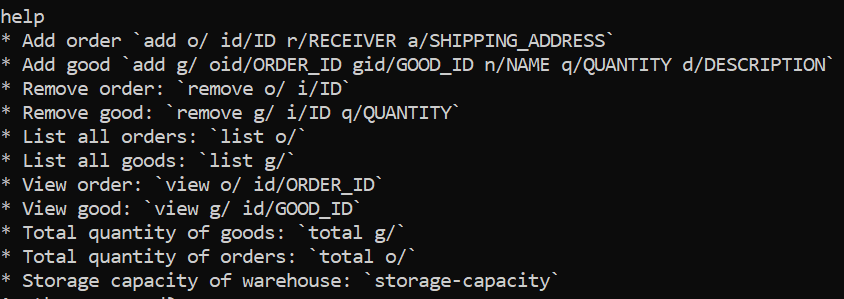 help
* Add order `add o/ id/ID r/RECEIVER a/SHIPPING_ADDRESS`
* Add good `add g/ oid/ORDER_ID gid/GOOD_ID n/NAME q/QUANTITY d/DESCRIPTION`
* Remove order: `remove o/ i/ID`
* Remove good: `remove g/ i/ID q/QUANTITY`
* List all orders: `list o/`
* List all goods: `list g/`
* View order: `view o/ id/ORDER_ID`
* View good: `view g/ id/GOOD_ID`
* Total quantity of goods: `total g/`
* Total quantity of orders: `total o/`
* Storage capacity of warehouse: `storage-capacity`